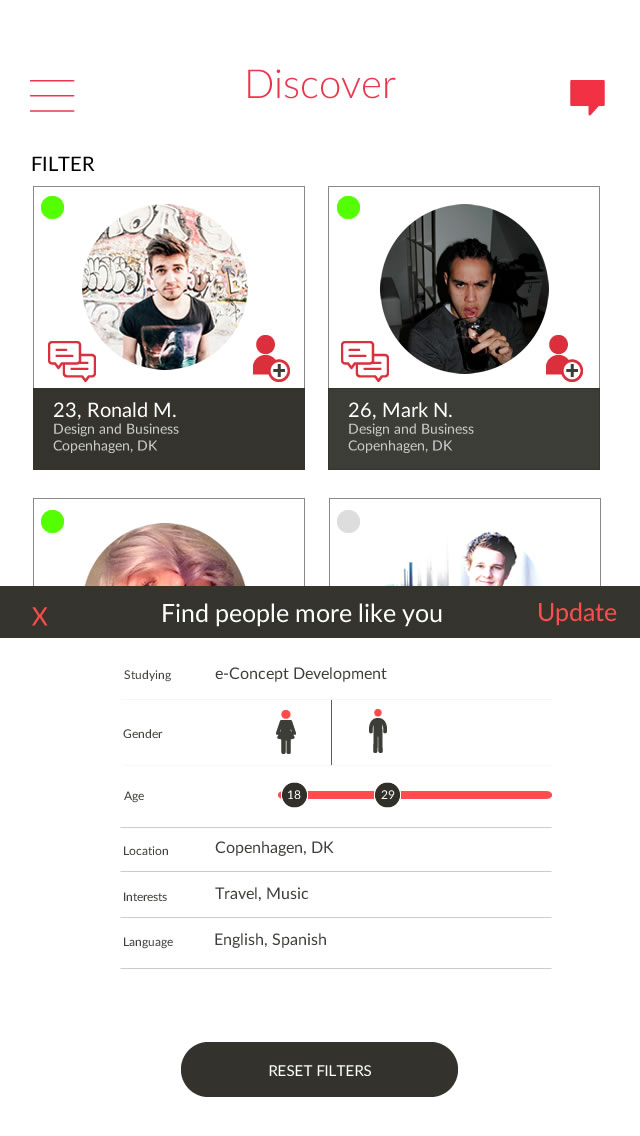 Discover
FILTER
23, Ronald M.
Design and Business
Copenhagen, DK
26, Mark N.
Design and Business
Copenhagen, DK
X Find people more like you Update
Studying e-Concept Development
Gender
Age 18 29
Location Copenhagen, DK
Interests Travel, Music
Language English, Spanish
RESET FILTERS